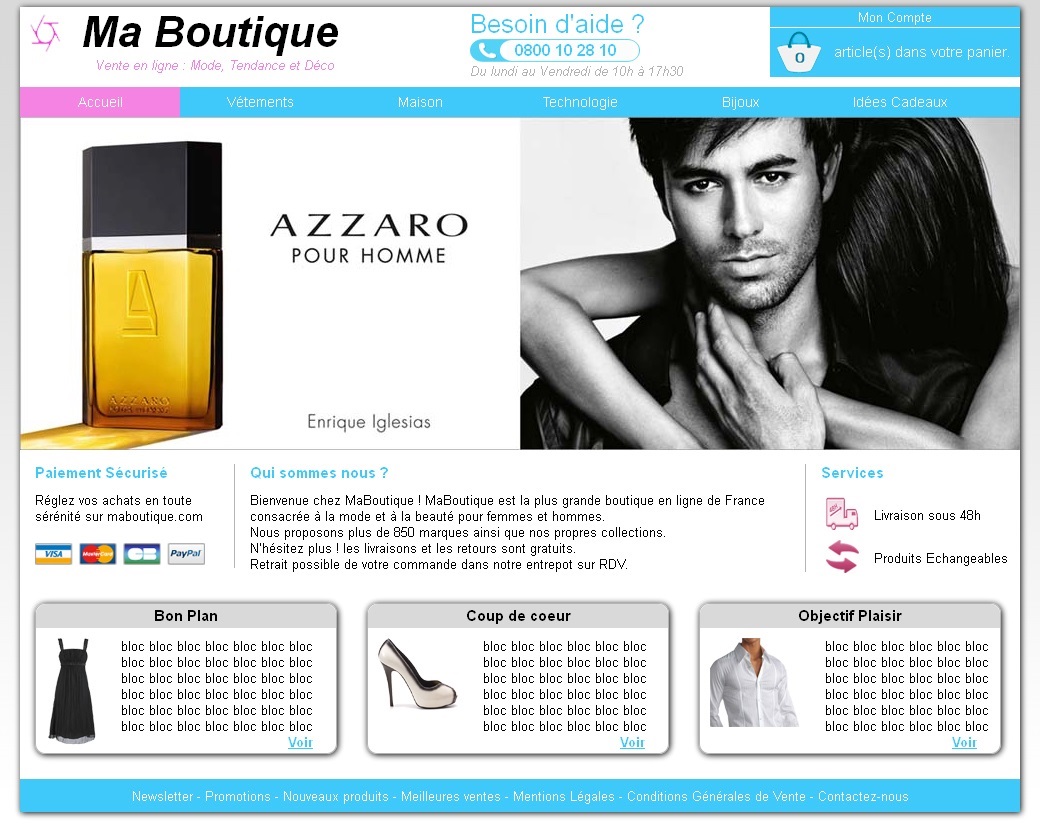 Ma Boutique
Vente en ligne : Mode, Tendance et Déco
Besoin d'aide ?
0800 10 28 10
Du lundi au Vendredi de 10h à 17h30
Mon Compte
0 article(s) dans votre panier.
Accueil Vêtements Maison Technologie Bijoux Idées Cadeaux
AZZARO
POUR HOMME
Enrique Iglesias
AZZARO
POUR HOMME
Paiement Sécurisé
Réglez vos achats en toute
sérénité sur maboutique.com
VISA MasterCard CB PayPal
Qui sommes nous ?
Bienvenue chez MaBoutique ! MaBoutique est la plus grande boutique en ligne de France
consacrée à la mode et à la beauté pour femmes et hommes.
Nous proposons plus de 850 marques ainsi que nos propres collections.
N'hésitez plus ! les livraisons et les retours sont gratuits.
Retrait possible de votre commande dans notre entrepot sur RDV.
Services
Livraison sous 48h
Produits Echangeables
Bon Plan
bloc bloc bloc bloc bloc bloc bloc
bloc bloc bloc bloc bloc bloc bloc
bloc bloc bloc bloc bloc bloc bloc
bloc bloc bloc bloc bloc bloc bloc
bloc bloc bloc bloc bloc bloc bloc
bloc bloc bloc bloc bloc bloc bloc
Voir
Coup de coeur
bloc bloc bloc bloc bloc bloc
bloc bloc bloc bloc bloc bloc
bloc bloc bloc bloc bloc bloc
bloc bloc bloc bloc bloc bloc
bloc bloc bloc bloc bloc bloc
bloc bloc bloc bloc bloc bloc
Voir
Objectif Plaisir
bloc bloc bloc bloc bloc bloc
bloc bloc bloc bloc bloc bloc
bloc bloc bloc bloc bloc bloc
bloc bloc bloc bloc bloc bloc
bloc bloc bloc bloc bloc bloc
bloc bloc bloc bloc bloc bloc
Voir
Newsletter - Promotions - Nouveaux produits - Meilleures ventes - Mentions Légales - Conditions Générales de Vente - Contactez-nous